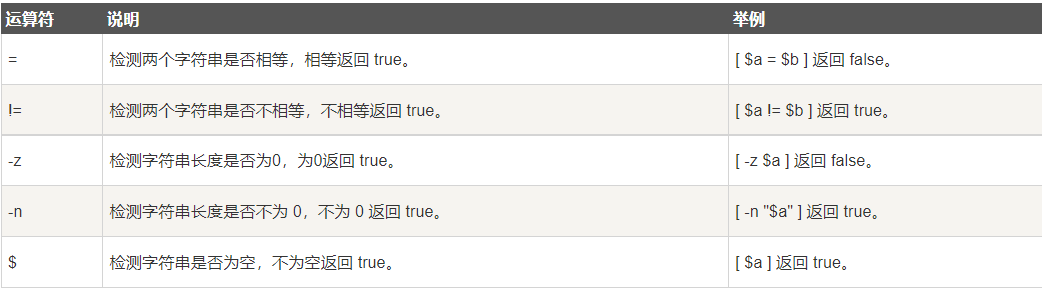 运算符 说明 举例
= 检测两个字符串是否相等，相等返回 true。 [ $a = $b ] 返回 false。
!= 检测两个字符串是否不相等，不相等返回 true。 [ $a != $b ] 返回 true。
-z 检测字符串长度是否为0，为0返回 true。 [ -z $a ] 返回 false。
-n 检测字符串长度是否不为 0，不为 0 返回 true。 [ -n "$a" ] 返回 true。
$ 检测字符串是否为空，不为空返回 true。 [ $a ] 返回 true。